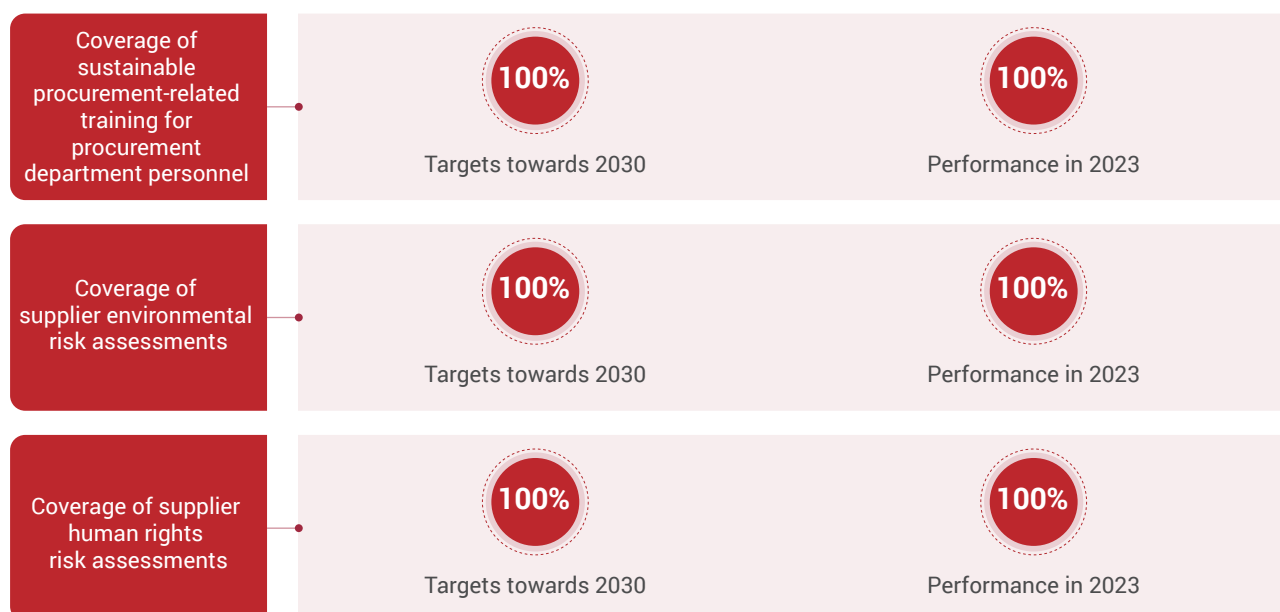 Coverage of
sustainable
procurement-related
training for
procurement
department personnel
100%
Targets towards 2030
100%
Performance in 2023
Coverage of
supplier environmental
risk assessments
100%
Targets towards 2030
100%
Performance in 2023
Coverage of supplier
human rights
risk assessments
100%
Targets towards 2030
100%
Performance in 2023